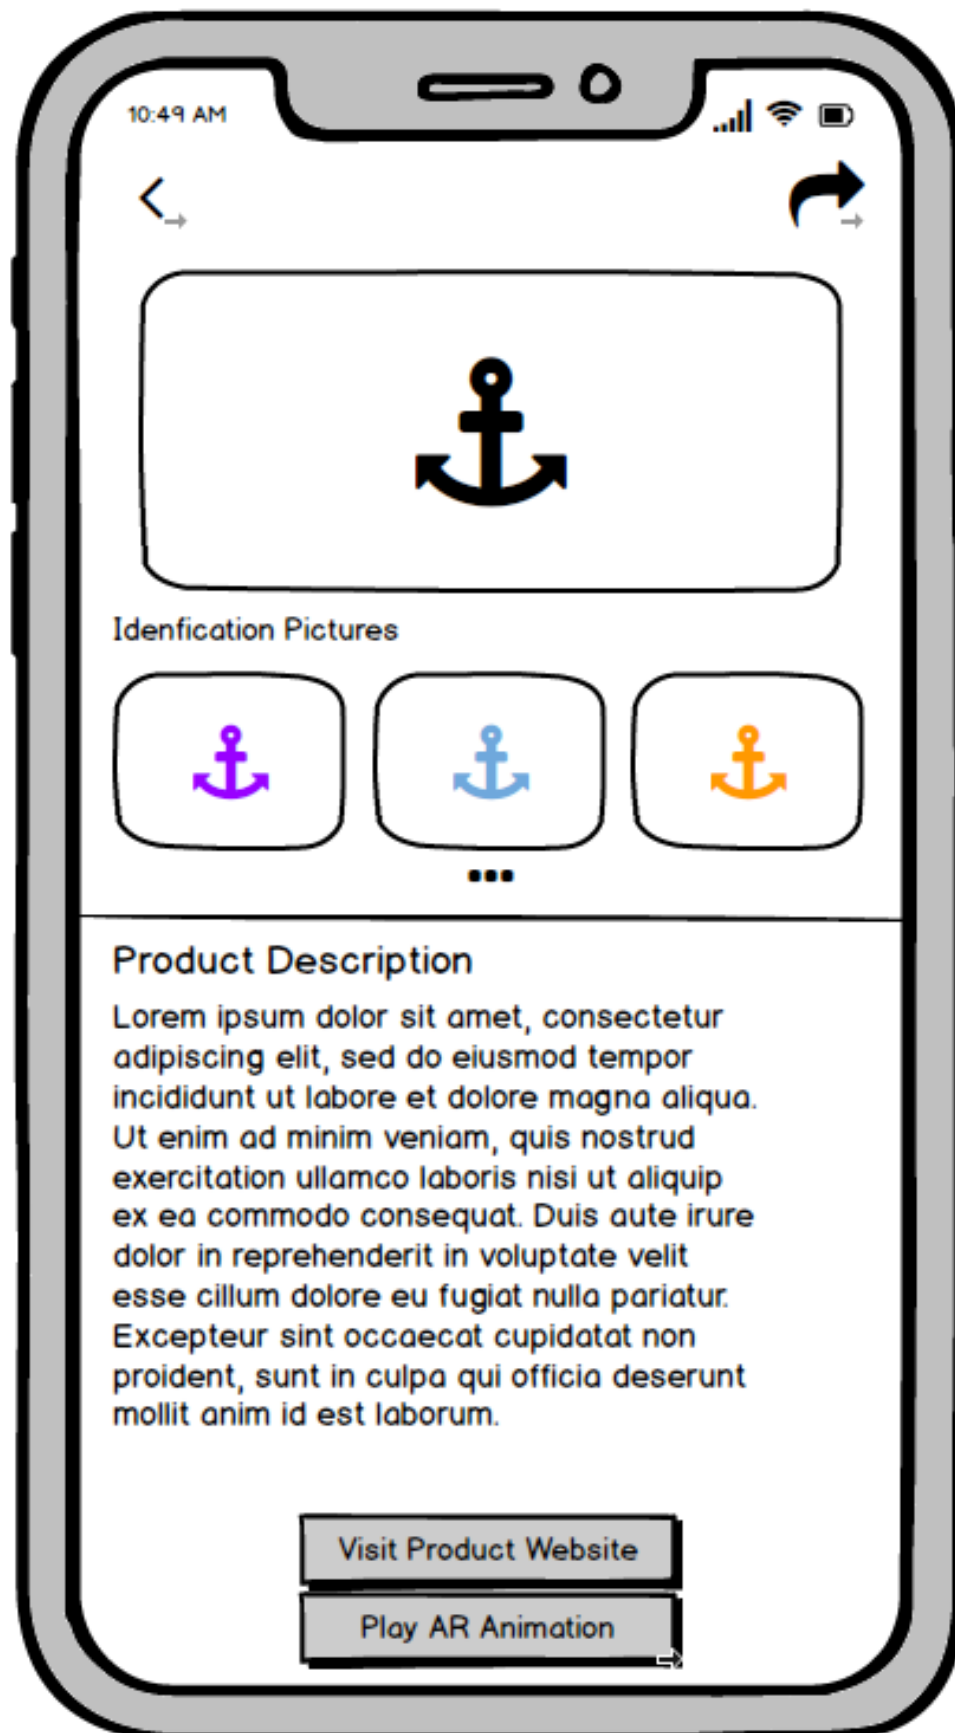 10:49 AM
Idenfication Pictures
Product Description
Lorem ipsum dolor sit amet, consectetur
adipiscing elit, sed do eiusmod tempor
incididunt ut labore et dolore magna aliqua.
Ut enim ad minim veniam, quis nostrud
exercitation ullamco laboris nisi ut aliquip
ex ea commodo consequat. Duis aute irure
dolor in reprehenderit in voluptate velit
esse cillum dolore eu fugiat nulla pariatur.
Excepteur sint occaecat cupidatat non
proident, sunt in culpa qui officia deserunt
mollit anim id est laborum.
Visit Product Website
Play AR Animation